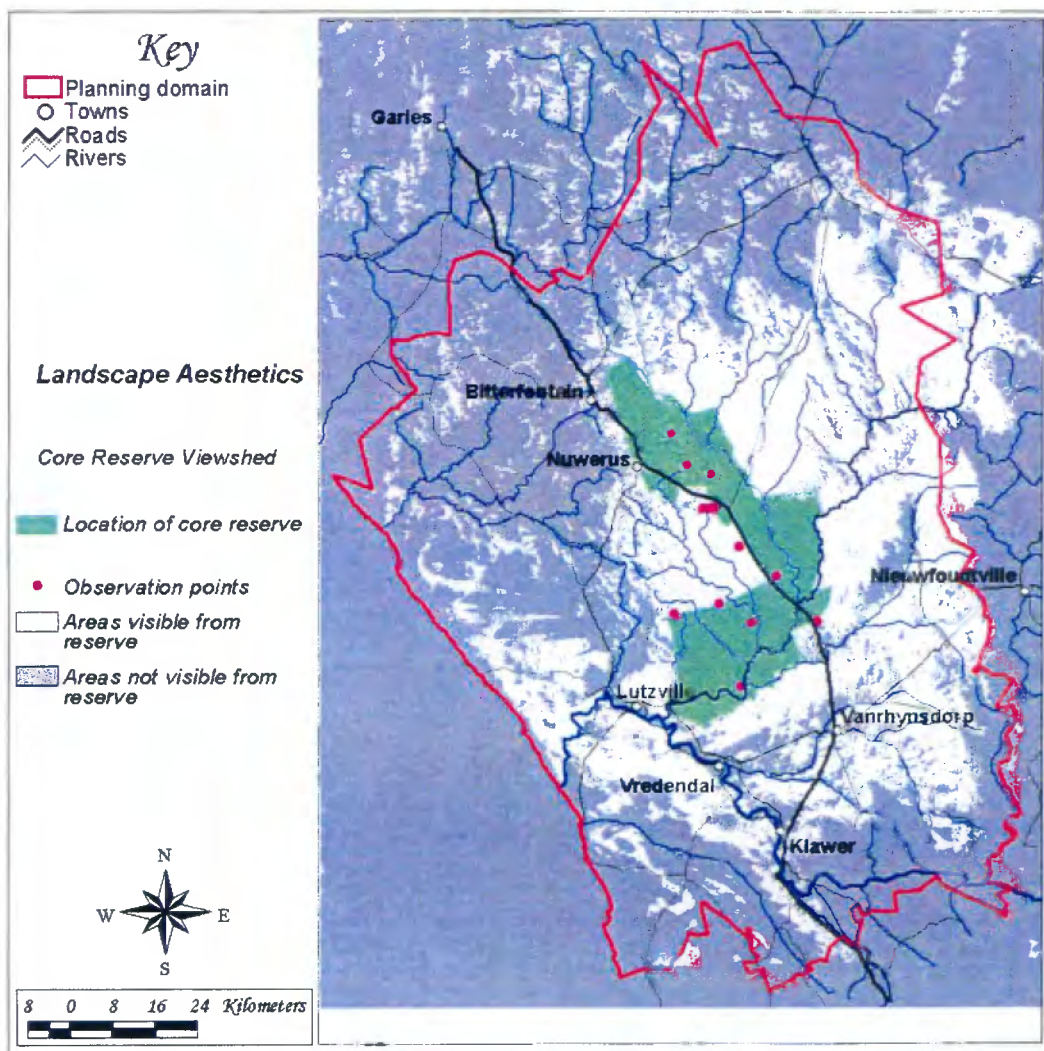 Key
Planning domain
Towns
Roads
Rivers
Landscape Aesthetics
Core Reserve Viewshed
Location of core reserve
Observation points
Areas visible from
reserve
Areas not visible from
reserve
N
W E
S
8 0 8 16 24 Kilometers
Garies
Bitterfontein
Nuwerus
Nieuwfountville
Lutzvill
Vanrhynsdorp
Vredendal
Klawer